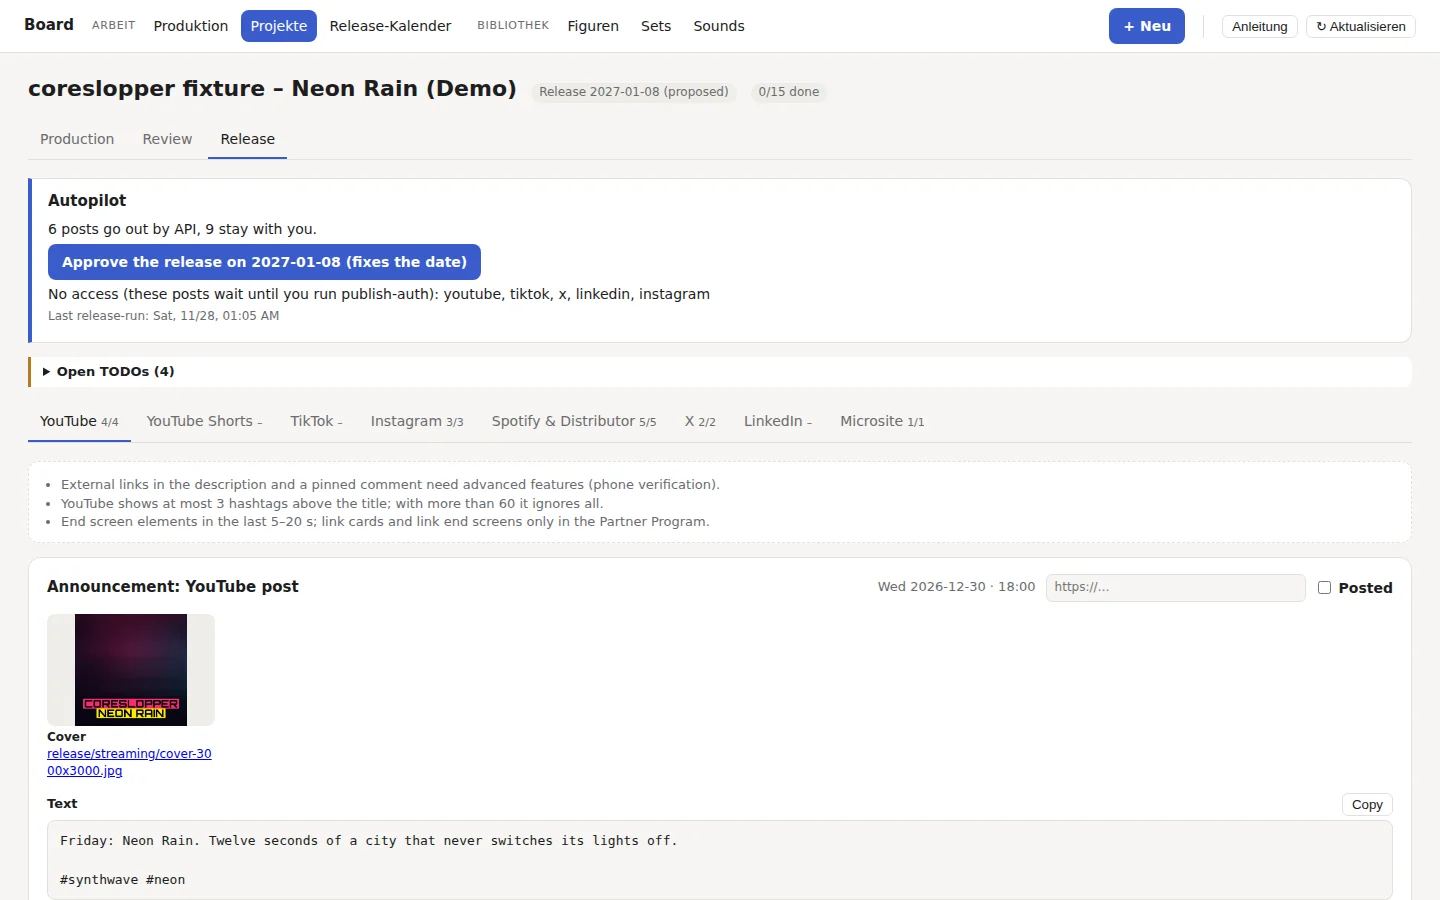 Board ARBEIT Produktion Projekte Release-Kalender BIBLIOTHEK Figuren Sets Sounds + Neu Anleitung ↻ Aktualisieren
coreslopper fixture – Neon Rain (Demo) Release 2027-01-08 (proposed) 0/15 done
Production Review Release
Autopilot
6 posts go out by API, 9 stay with you.
Approve the release on 2027-01-08 (fixes the date)
No access (these posts wait until you run publish-auth): youtube, tiktok, x, linkedin, instagram
Last release-run: Sat, 11/28, 01:05 AM
▶ Open TODOs (4)
YouTube 4/4 YouTube Shorts – TikTok – Instagram 3/3 Spotify & Distributor 5/5 X 2/2 LinkedIn – Microsite 1/1
• External links in the description and a pinned comment need advanced features (phone verification).
• YouTube shows at most 3 hashtags above the title; with more than 60 it ignores all.
• End screen elements in the last 5–20 s; link cards and link end screens only in the Partner Program.
Announcement: YouTube post Wed 2026-12-30 · 18:00 https://... Posted
CORESLOPPER
NEON RAIN
Cover
release/streaming/cover-30
00x3000.jpg
Text Copy
Friday: Neon Rain. Twelve seconds of a city that never switches its lights off.
#synthwave #neon